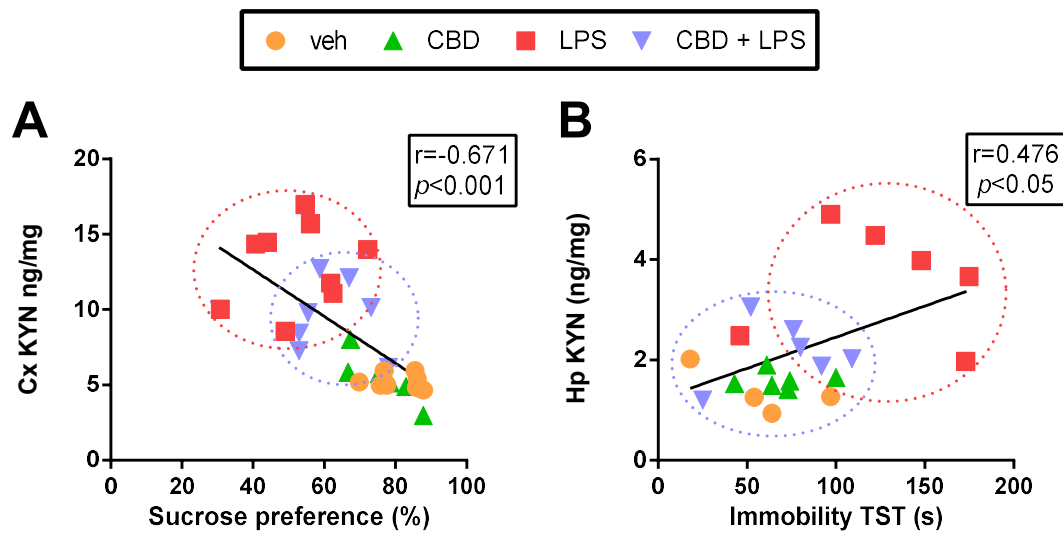 veh CBD LPS CBD + LPS
A
r=-0.671
p<0.001
Cx KYN ng/mg
20
15
10
5
0
0 20 40 60 80 100
Sucrose preference (%)
B
r=0.476
p<0.05
Hp KYN (ng/mg)
6
4
2
0
0 50 100 150 200
Immobility TST (s)